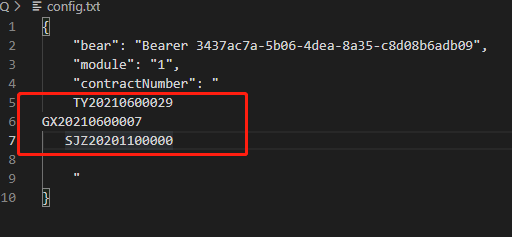 Q > config.txt
1 {
2 "bear": "Bearer 3437ac7a-5b06-4dea-8a35-c8d08b6adb09",
3 "module": "1",
4 "contractNumber": "
5 TY20210600029
6 GX20210600007
7 SJZ20201100000
8
9 "
10 }